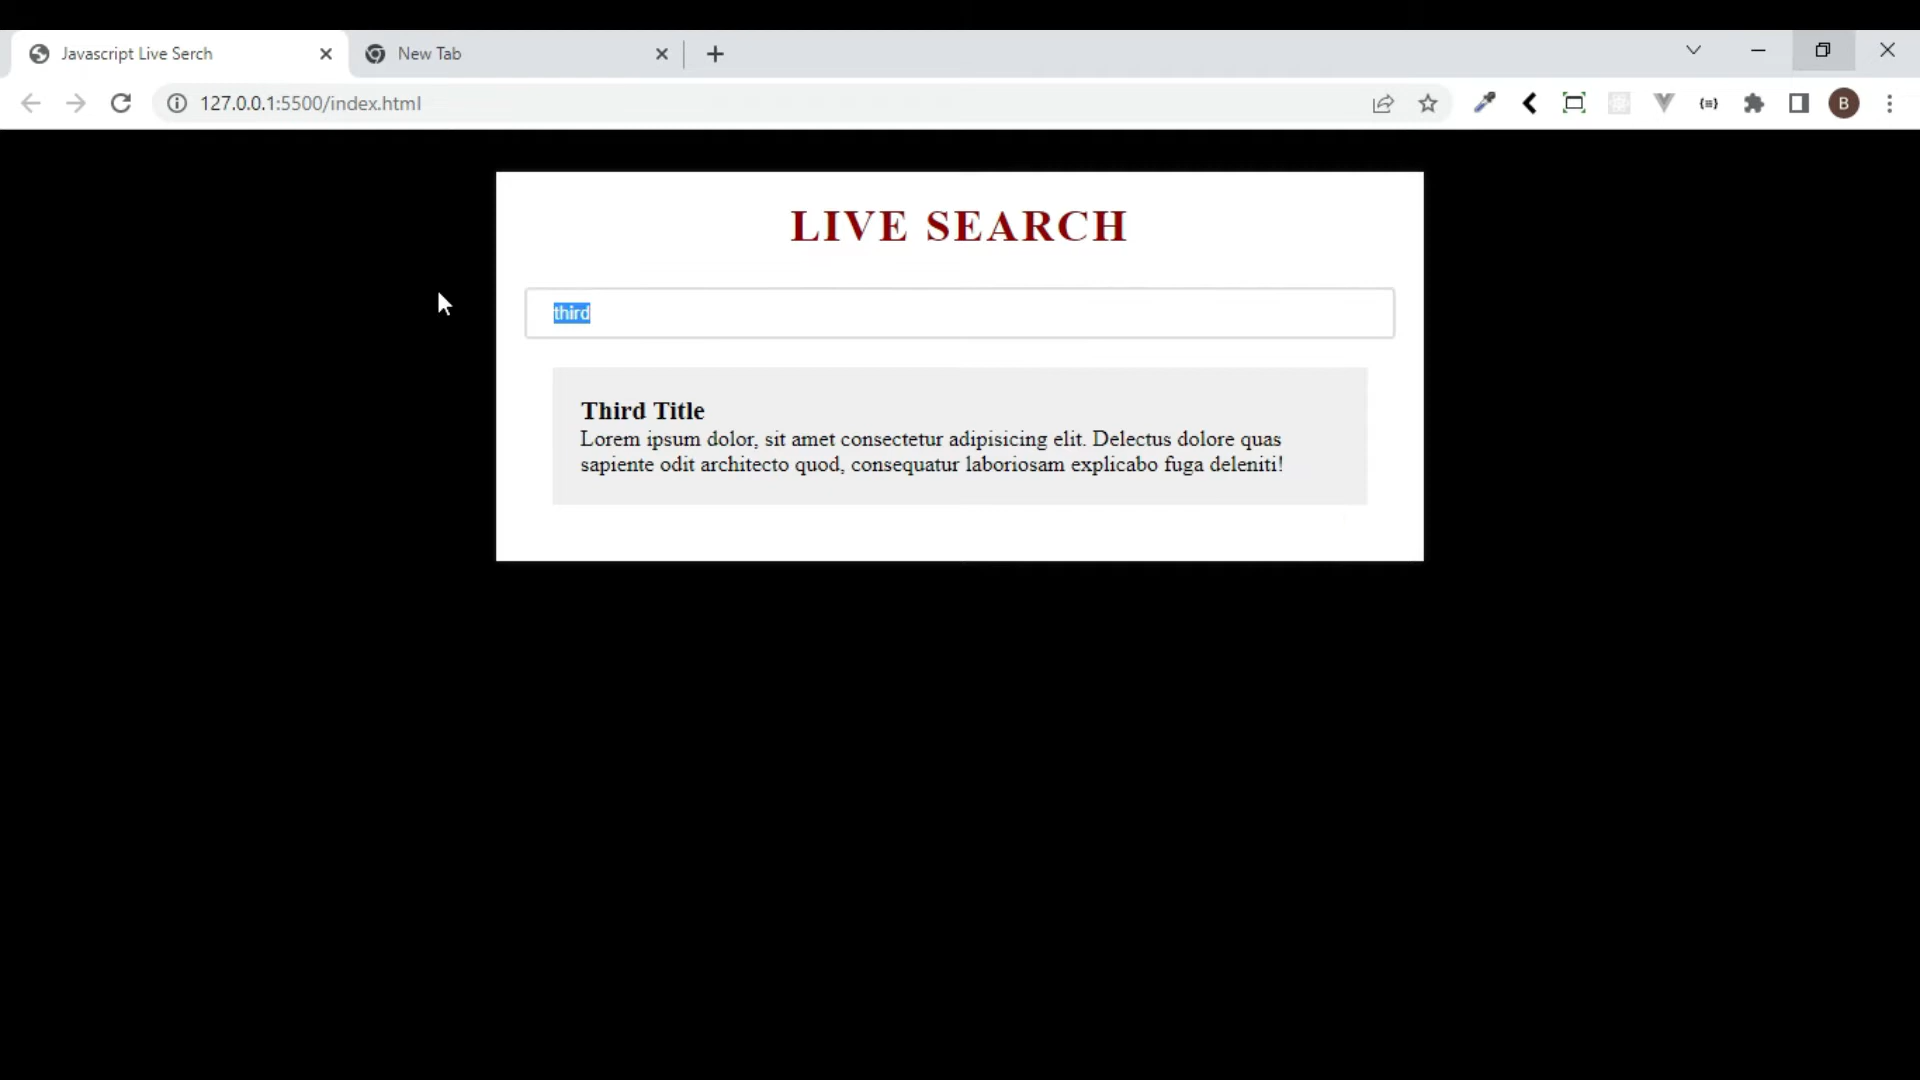 Javascript Live Serch
New Tab
127.0.0.1:5500/index.html
B
LIVE SEARCH
third
Third Title
Lorem ipsum dolor, sit amet consectetur adipisicing elit. Delectus dolore quas
sapiente odit architecto quod, consequatur laboriosam explicabo fuga deleniti!